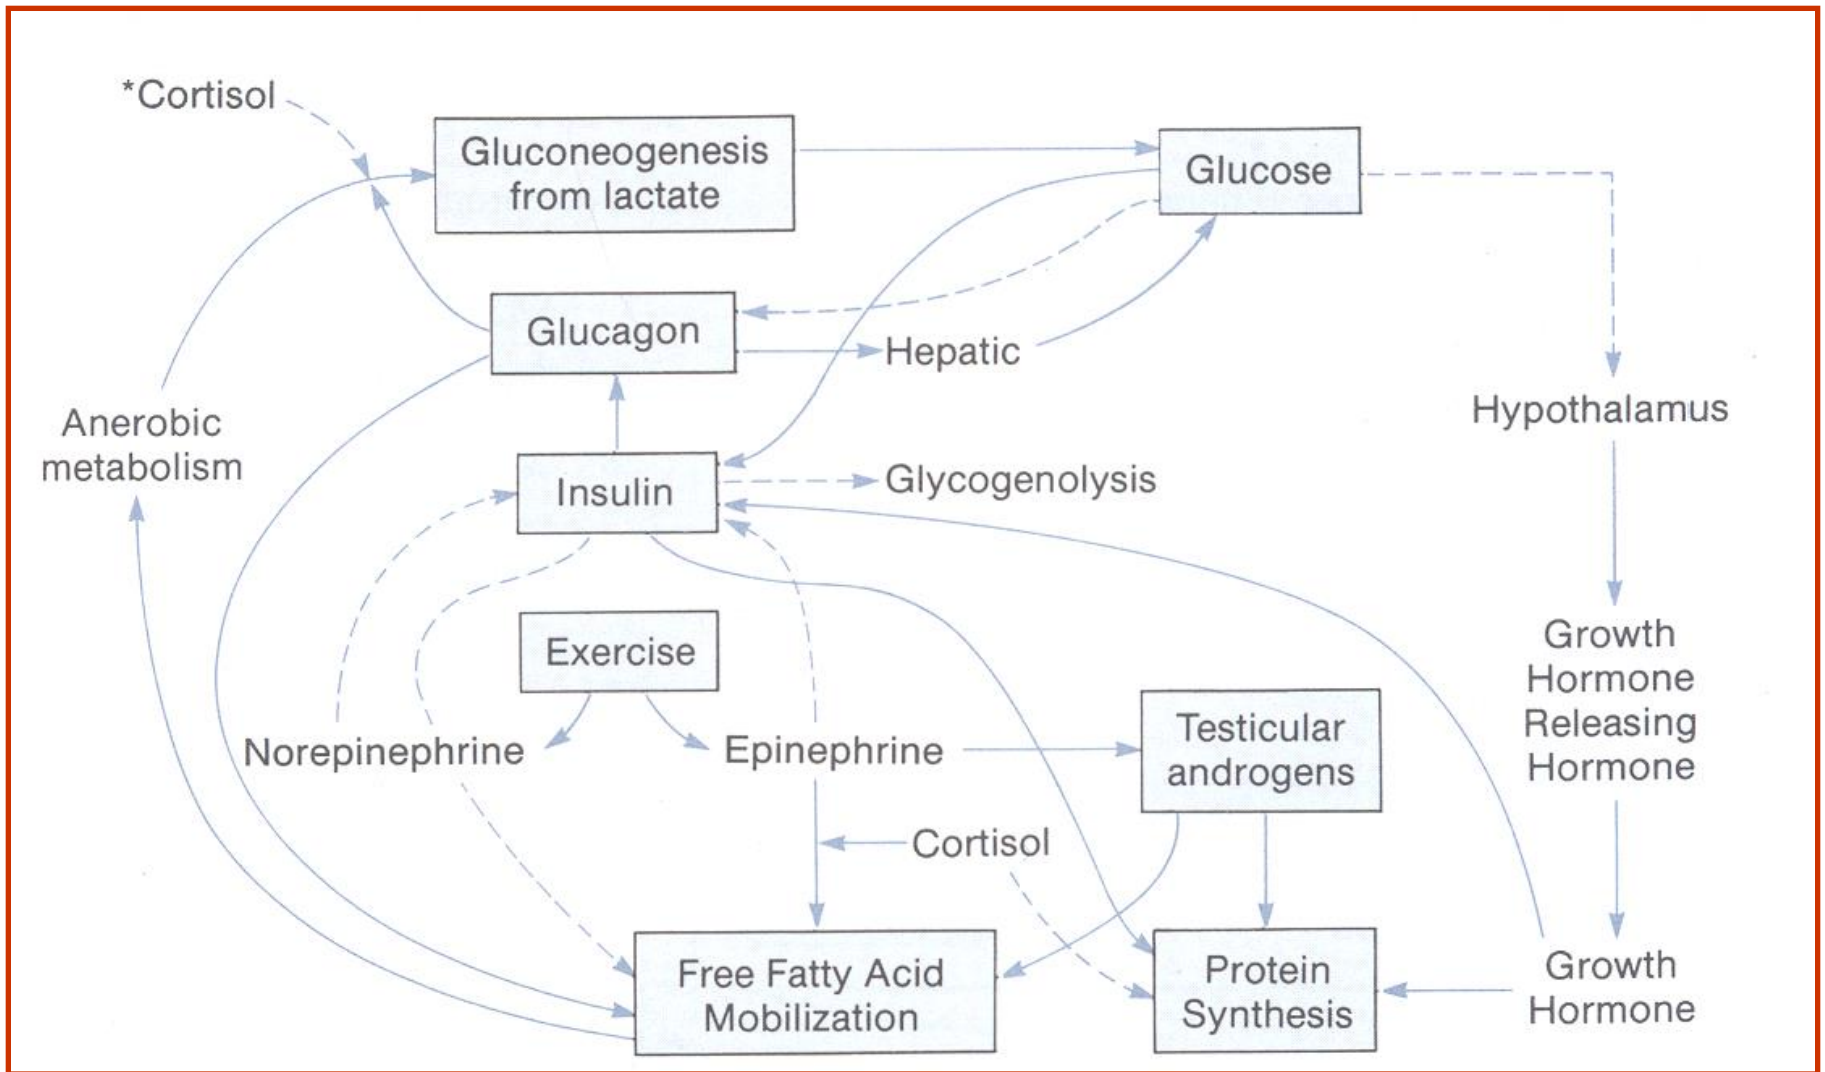 *Cortisol
Gluconeogenesis
from lactate
Glucose
Glucagon
Hepatic
Anerobic
metabolism
Hypothalamus
Insulin
Glycogenolysis
Exercise
Growth
Hormone
Releasing
Hormone
Norepinephrine
Epinephrine
Testicular
androgens
Cortisol
Free Fatty Acid
Mobilization
Protein
Synthesis
Growth
Hormone